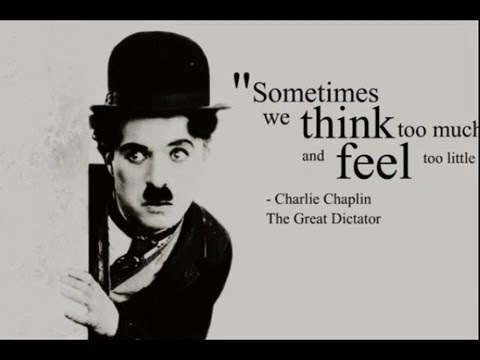 "Sometimes
we think too much
and feel too little
- Charlie Chaplin
The Great Dictator